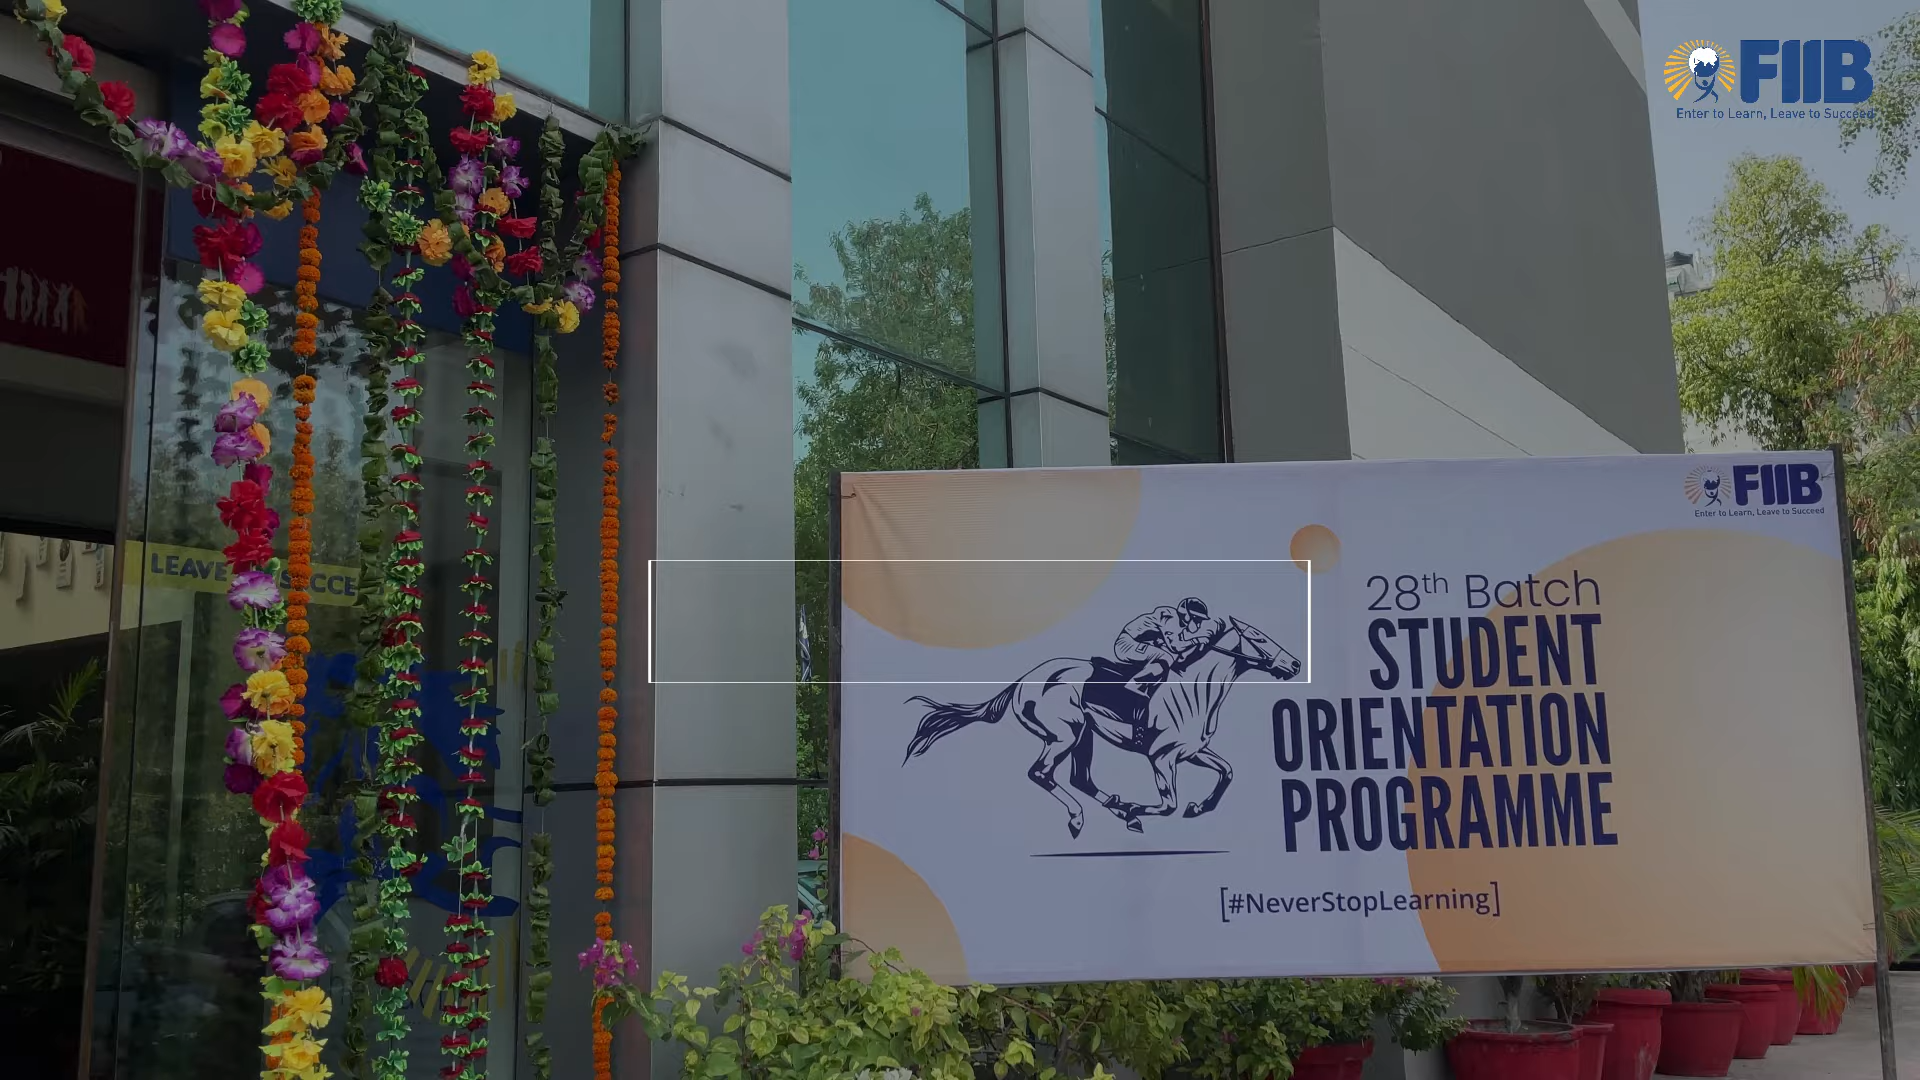 FIIB
Enter to Learn, Leave to Succeed
FIIB
Enter to Learn, Leave to Succeed
LEAVE
28th Batch
STUDENT
ORIENTATION
PROGRAMME
[#NeverStopLearning]